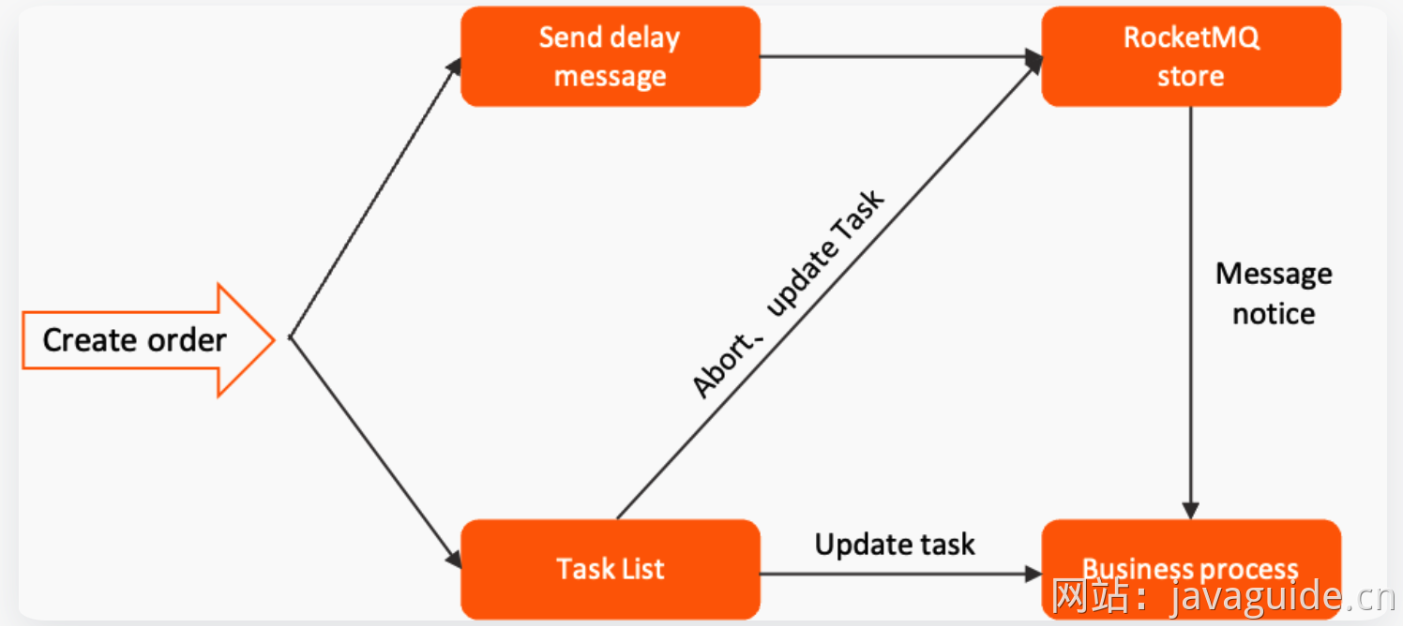 Send delay
message
RocketMQ
store
Abort、 update Task
Message
notice
Create order
Update task
Task List
Business process
网站：javaguide.cn